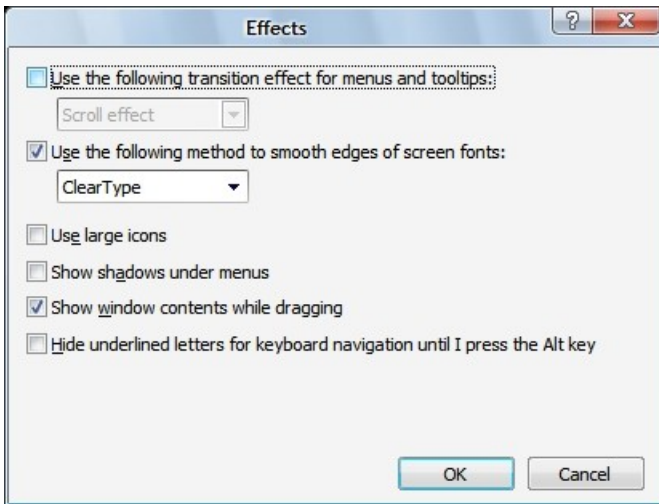 Effects
?
X
Use the following transition effect for menus and tooltips:
Scroll effect
Use the following method to smooth edges of screen fonts:
ClearType
Use large icons
Show shadows under menus
Show window contents while dragging
Hide underlined letters for keyboard navigation until I press the Alt key
OK Cancel